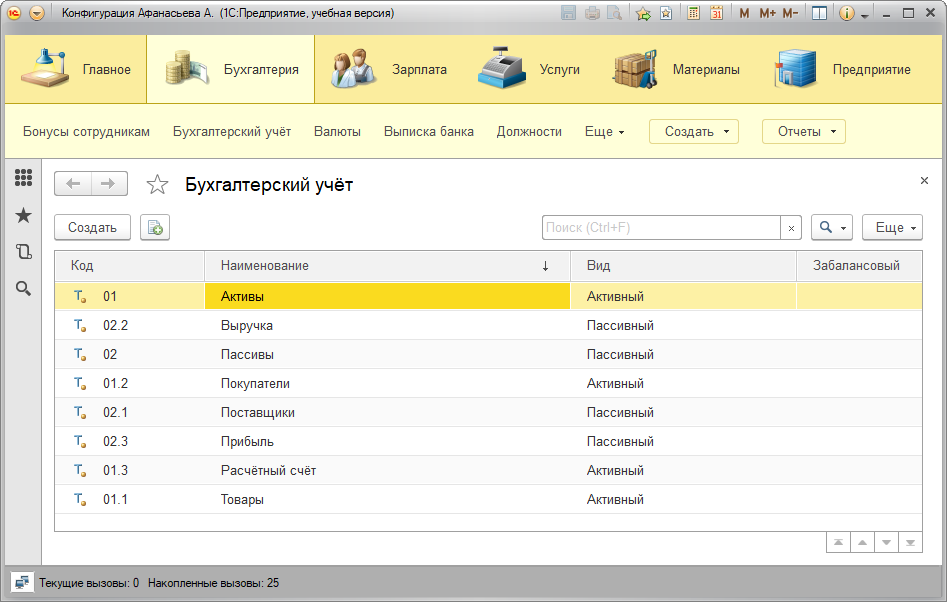 Конфигурация Афанасьева А. (1С:Предприятие, учебная версия) 31 M M+ M-
Главное Бухгалтерия Зарплата Услуги Материалы Предприятие
Бонусы сотрудникам Бухгалтерский учёт Валюты Выписка банка Должности Еще Создать Отчеты
Бухгалтерский учёт
Создать Поиск (Ctrl+F) Еще
Код Наименование Вид Забалансовый
01 Активы Активный
02.2 Выручка Пассивный
02 Пассивы Пассивный
01.2 Покупатели Активный
02.1 Поставщики Пассивный
02.3 Прибыль Пассивный
01.3 Расчётный счёт Активный
01.1 Товары Активный
Текущие вызовы: 0 Накопленные вызовы: 25